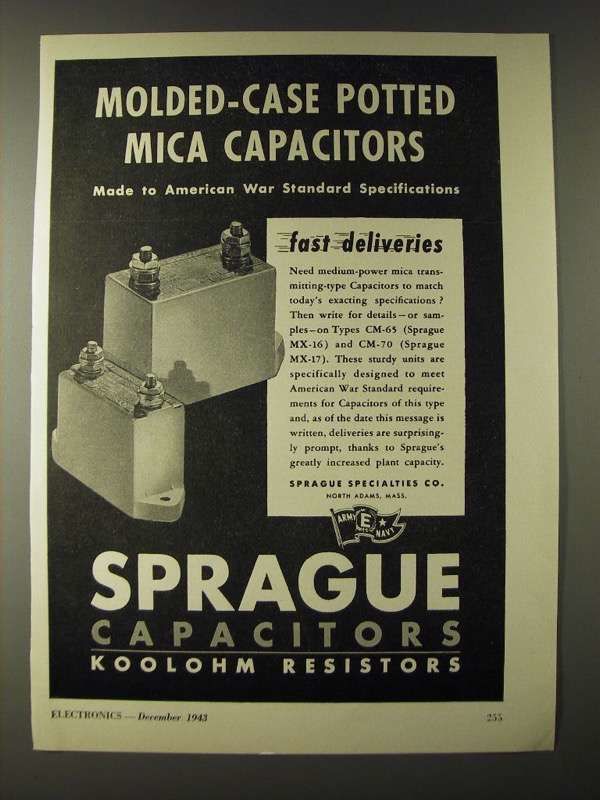 MOLDED-CASE POTTED
MICA CAPACITORS
Made to American War Standard Specifications
fast deliveries
Need medium-power mica trans-
mitting-type Capacitors to match
today's exacting specifications?
Then write for details—or sam-
ples—on Types CM-65 (Sprague
MX-16) and CM-70 (Sprague
MX-17). These sturdy units are
specifically designed to meet
American War Standard require-
ments for Capacitors of this type
and, as of the date this message is
written, deliveries are surprising-
ly prompt, thanks to Sprague's
greatly increased plant capacity.
SPRAGUE SPECIALTIES CO.
NORTH ADAMS, MASS.
ARMY E NAVY
SPRAGUE
CAPACITORS
KOOLOHM RESISTORS
ELECTRONICS — December 1943 255